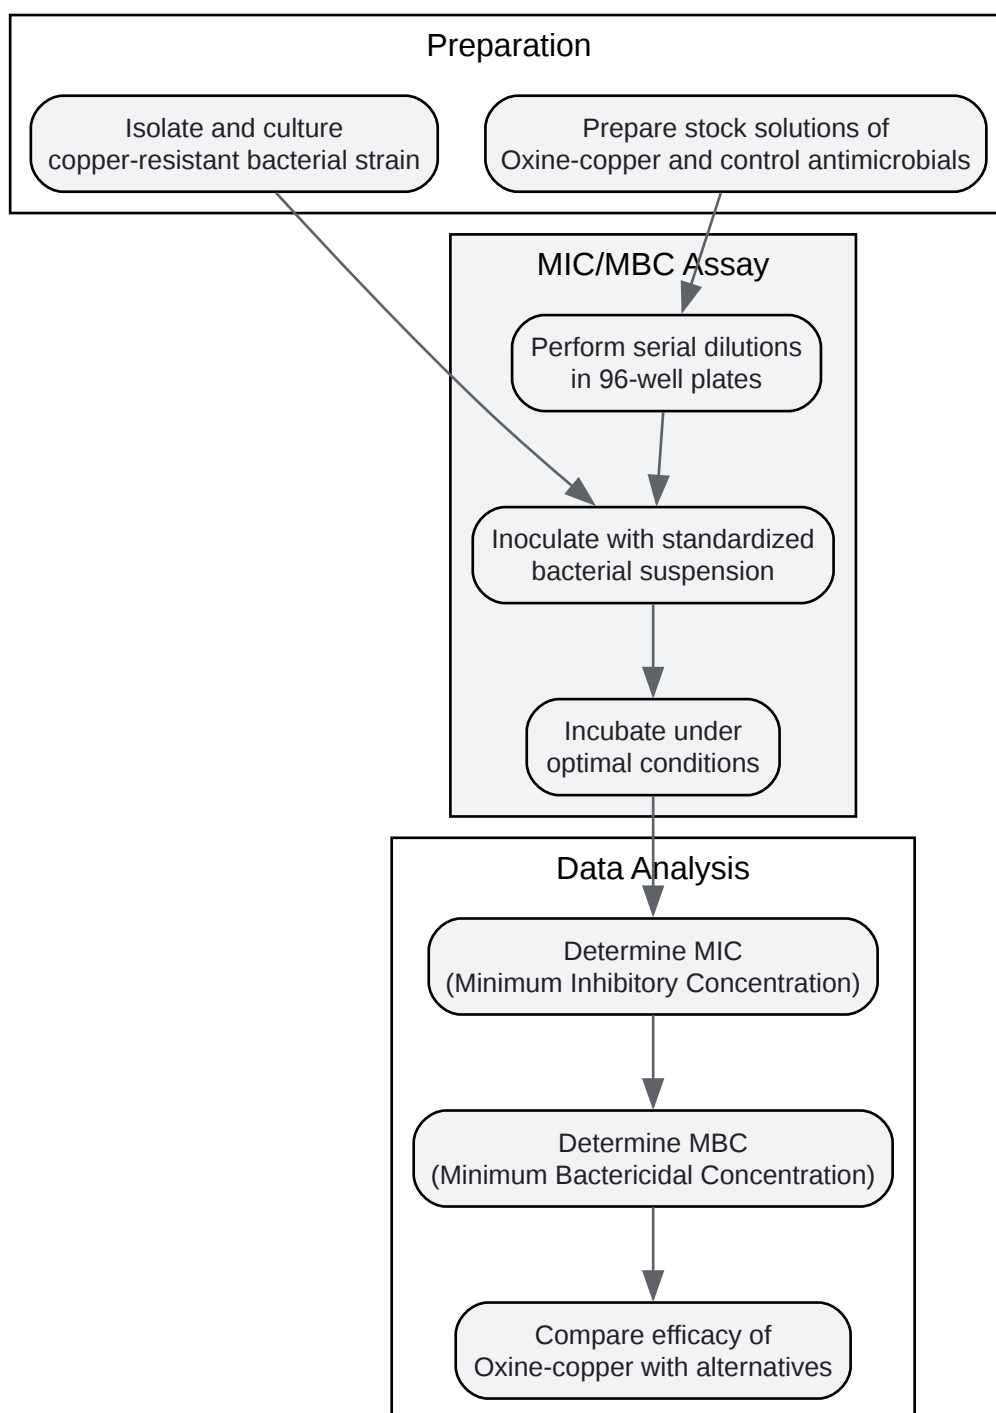 Preparation
Isolate and culture
copper-resistant bacterial strain
Prepare stock solutions of
Oxine-copper and control antimicrobials
MIC/MBC Assay
Perform serial dilutions
in 96-well plates
Inoculate with standardized
bacterial suspension
Incubate under
optimal conditions
Data Analysis
Determine MIC
(Minimum Inhibitory Concentration)
Determine MBC
(Minimum Bactericidal Concentration)
Compare efficacy of
Oxine-copper with alternatives